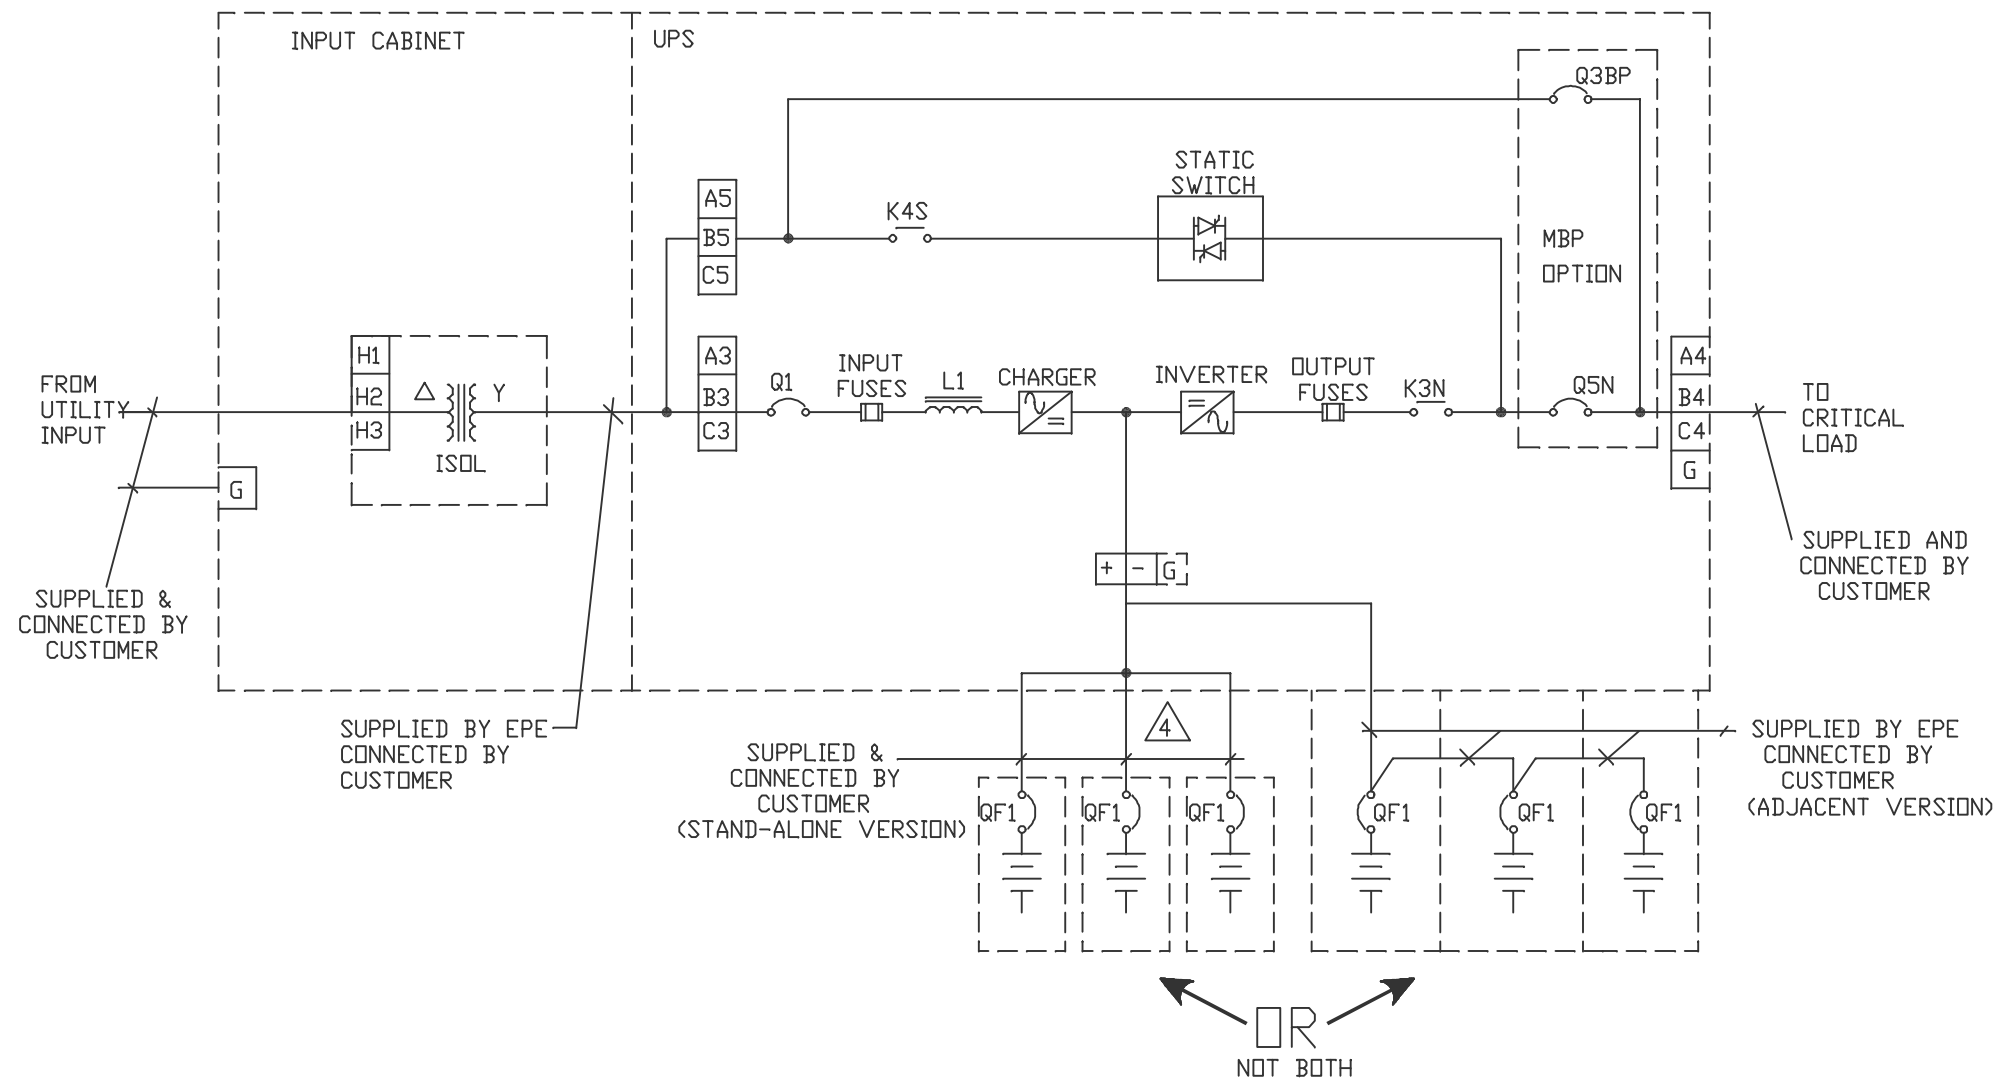 INPUT CABINET
UPS
Q3BP
STATIC
SWITCH
A5
B5
C5
K4S
MBP
OPTION
FROM
UTILITY
INPUT
H1
H2
H3
△
Y
ISOL
A3
B3
C3
Q1
INPUT
FUSES
L1
CHARGER
INVERTER
OUTPUT
FUSES
K3N
Q5N
A4
B4
C4
G
TO
CRITICAL
LOAD
G
+ - G
SUPPLIED &
CONNECTED BY
CUSTOMER
SUPPLIED AND
CONNECTED BY
CUSTOMER
SUPPLIED BY EPE
CONNECTED BY
CUSTOMER
4
SUPPLIED &
CONNECTED BY
CUSTOMER
(STAND-ALONE VERSION)
SUPPLIED BY EPE
CONNECTED BY
CUSTOMER
(ADJACENT VERSION)
QF1
QF1
QF1
QF1
QF1
QF1
OR
NOT BOTH